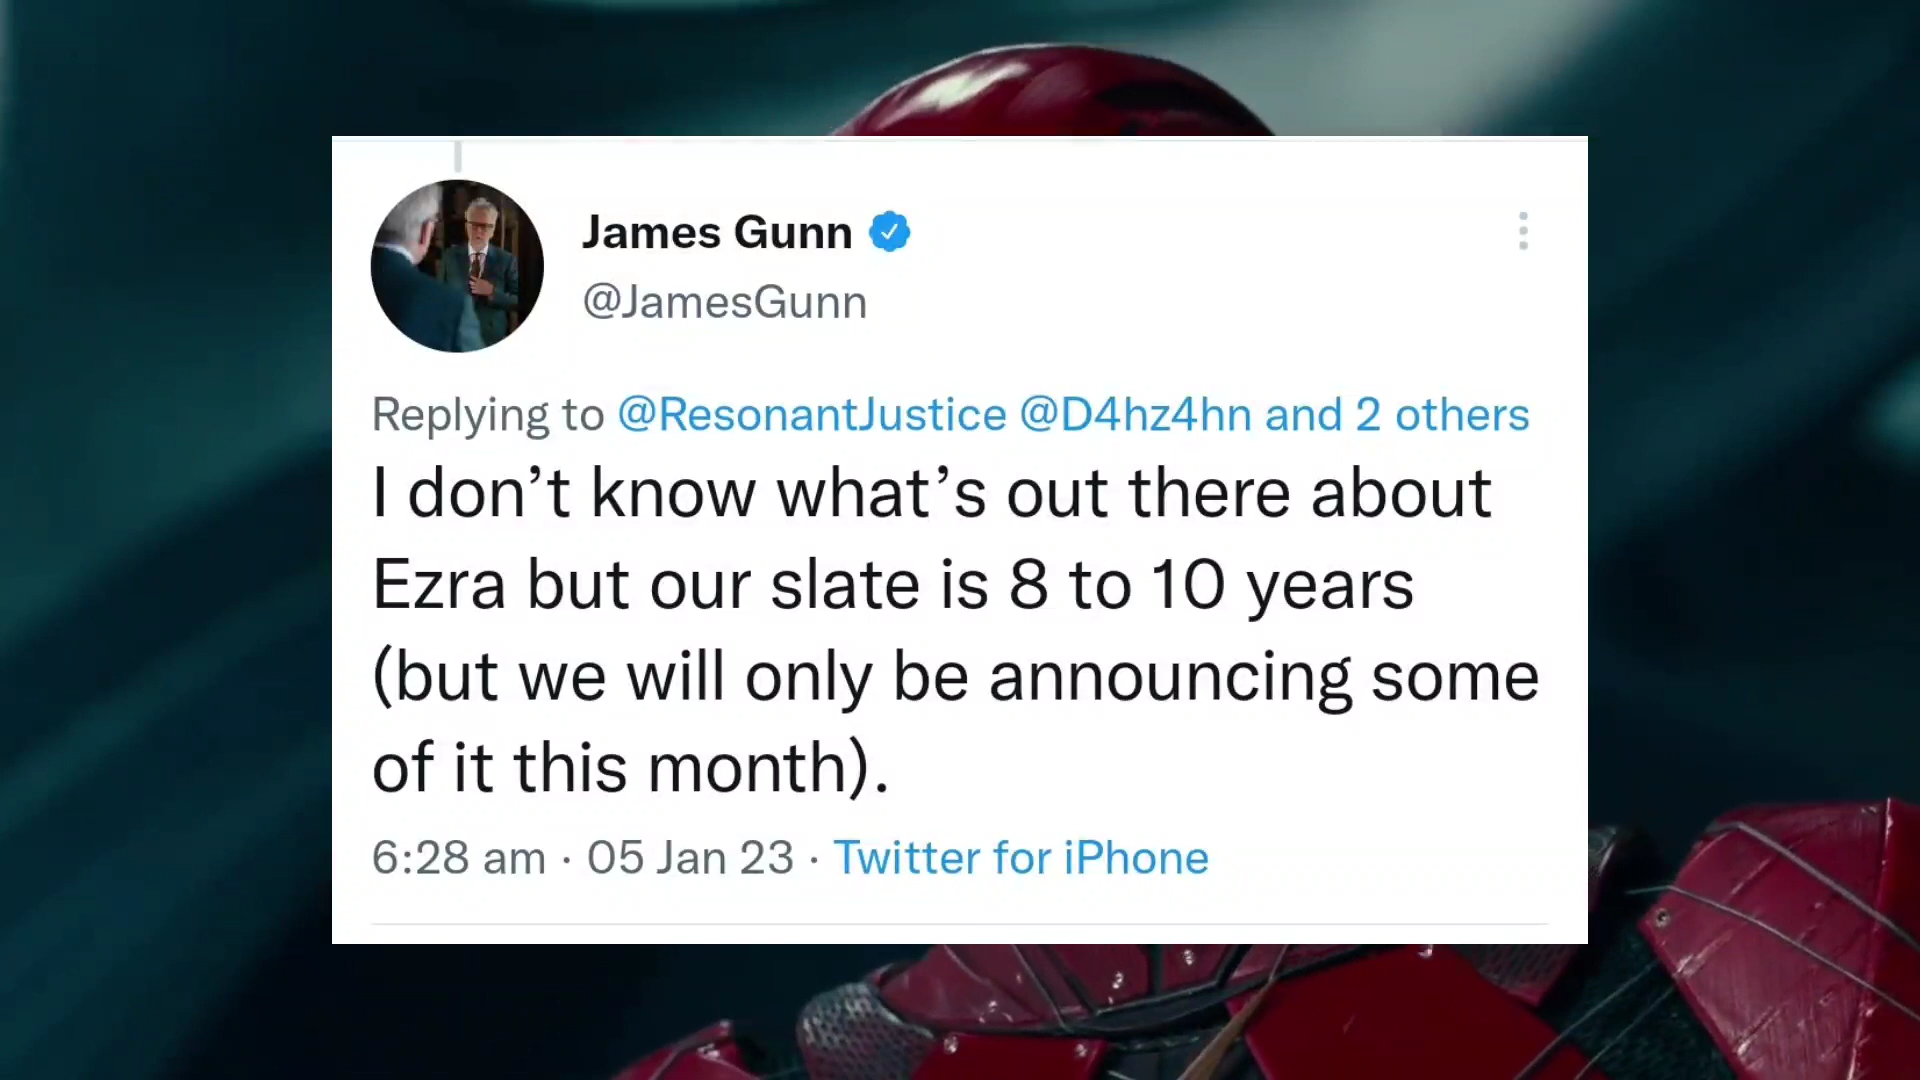 James Gunn
@JamesGunn
Replying to @ResonantJustice @D4hz4hn and 2 others
I don’t know what’s out there about
Ezra but our slate is 8 to 10 years
(but we will only be announcing some
of it this month).
6:28 am · 05 Jan 23 · Twitter for iPhone